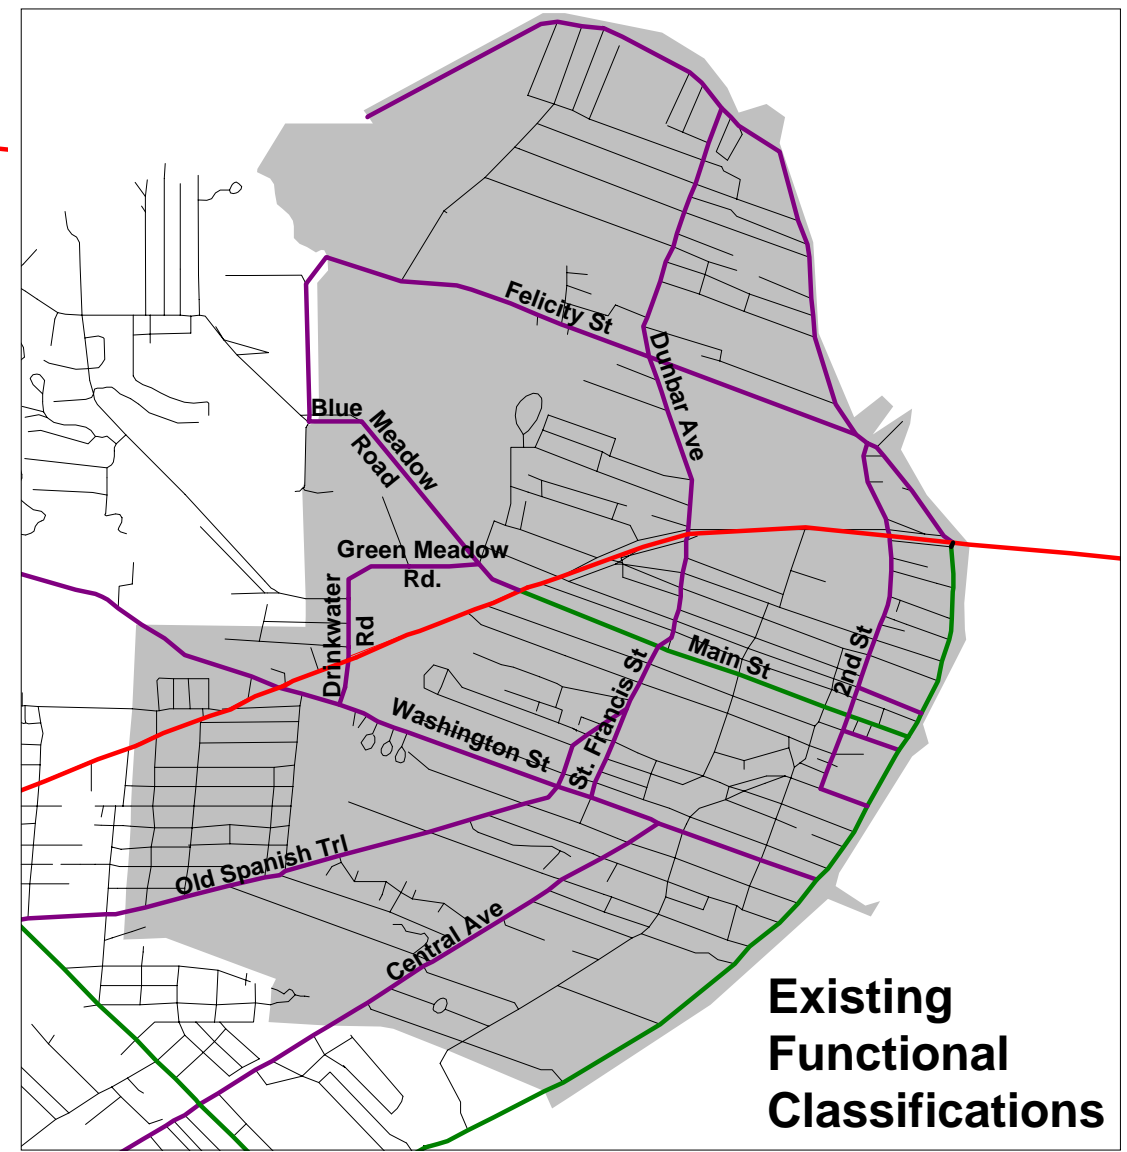 Felicity St
Dunbar Ave
Blue
Meadow
Road
Green Meadow
Rd.
Drinkwater
Rd
Main St
2nd St
St. Francis St
Washington St
Old Spanish Trl
Central Ave
Existing
Functional
Classifications